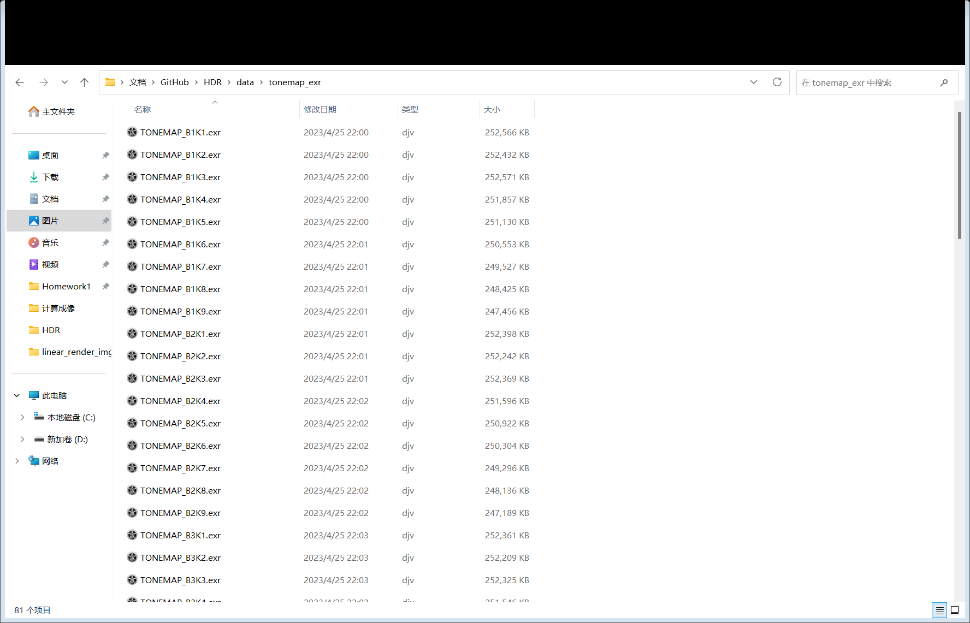 文档 > GitHub > HDR > data > tonemap_exr 在 tonemap_exr 中搜索
主文件夹
桌面
下载
文档
图片
音乐
视频
Homework1
计算成像
HDR
linear_render_img
此电脑
本地磁盘 (C:)
新加卷 (D:)
网络
名称 修改日期 类型 大小
TONEMAP_B1K1.exr 2023/4/25 22:00 djv 252,566 KB
TONEMAP_B1K2.exr 2023/4/25 22:00 djv 252,432 KB
TONEMAP_B1K3.exr 2023/4/25 22:00 djv 252,571 KB
TONEMAP_B1K4.exr 2023/4/25 22:00 djv 251,857 KB
TONEMAP_B1K5.exr 2023/4/25 22:00 djv 251,130 KB
TONEMAP_B1K6.exr 2023/4/25 22:01 djv 250,553 KB
TONEMAP_B1K7.exr 2023/4/25 22:01 djv 249,527 KB
TONEMAP_B1K8.exr 2023/4/25 22:01 djv 248,425 KB
TONEMAP_B1K9.exr 2023/4/25 22:01 djv 247,456 KB
TONEMAP_B2K1.exr 2023/4/25 22:01 djv 252,398 KB
TONEMAP_B2K2.exr 2023/4/25 22:01 djv 252,242 KB
TONEMAP_B2K3.exr 2023/4/25 22:01 djv 252,369 KB
TONEMAP_B2K4.exr 2023/4/25 22:02 djv 251,596 KB
TONEMAP_B2K5.exr 2023/4/25 22:02 djv 250,922 KB
TONEMAP_B2K6.exr 2023/4/25 22:02 djv 250,304 KB
TONEMAP_B2K7.exr 2023/4/25 22:02 djv 249,296 KB
TONEMAP_B2K8.exr 2023/4/25 22:02 djv 248,136 KB
TONEMAP_B2K9.exr 2023/4/25 22:02 djv 247,189 KB
TONEMAP_B3K1.exr 2023/4/25 22:03 djv 252,361 KB
TONEMAP_B3K2.exr 2023/4/25 22:03 djv 252,209 KB
TONEMAP_B3K3.exr 2023/4/25 22:03 djv 252,325 KB
TONEMAP_B3K4.exr 2023/4/25 22:03 djv
81 个项目